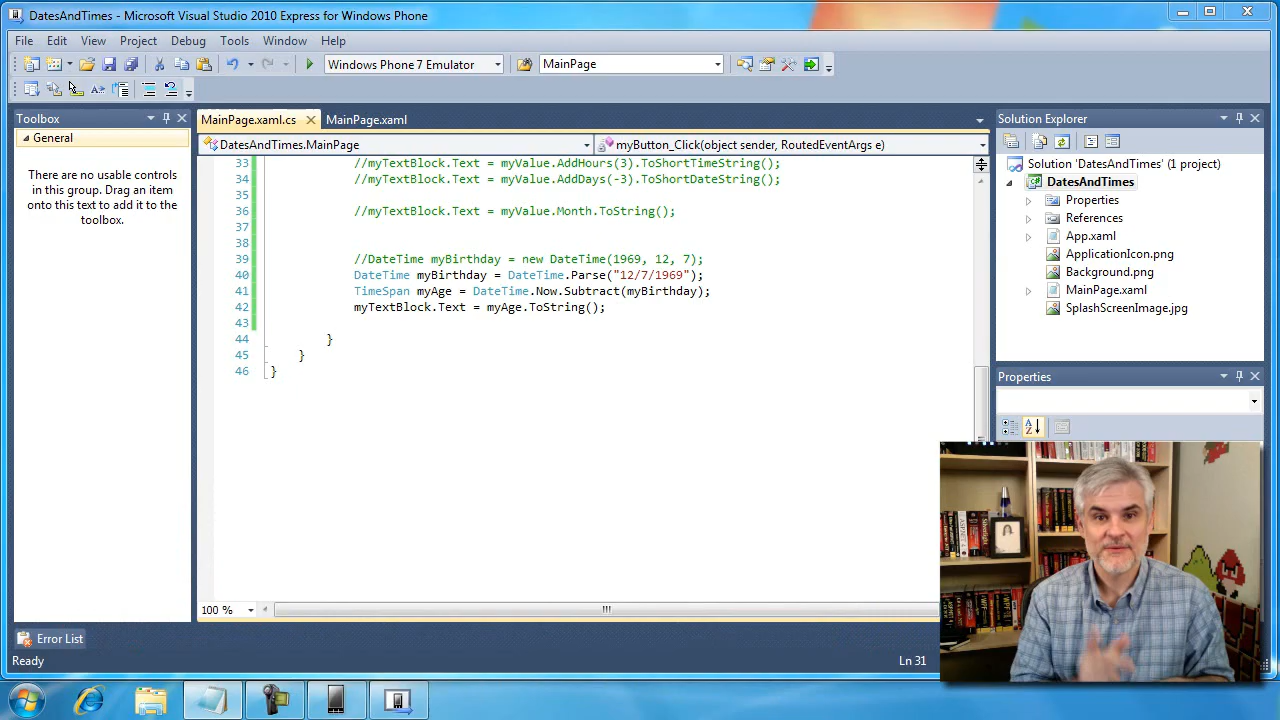 DatesAndTimes - Microsoft Visual Studio 2010 Express for Windows Phone
File Edit View Project Debug Tools Window Help
Windows Phone 7 Emulator MainPage
Toolbox
General
There are no usable controls
in this group. Drag an item
onto this text to add it to the
toolbox.
MainPage.xaml.cs MainPage.xaml
DatesAndTimes.MainPage myButton_Click(object sender, RoutedEventArgs e)
33 //myTextBlock.Text = myValue.AddHours(3).ToShortTimeString();
34 //myTextBlock.Text = myValue.AddDays(-3).ToShortDateString();
35
36 //myTextBlock.Text = myValue.Month.ToString();
37
38
39 //DateTime myBirthday = new DateTime(1969, 12, 7);
40 DateTime myBirthday = DateTime.Parse("12/7/1969");
41 TimeSpan myAge = DateTime.Now.Subtract(myBirthday);
42 myTextBlock.Text = myAge.ToString();
43
44 }
45 }
46 }
100 %
Solution Explorer
Solution 'DatesAndTimes' (1 project)
DatesAndTimes
Properties
References
App.xaml
ApplicationIcon.png
Background.png
MainPage.xaml
SplashScreenImage.jpg
Properties
Error List
Ready Ln 31